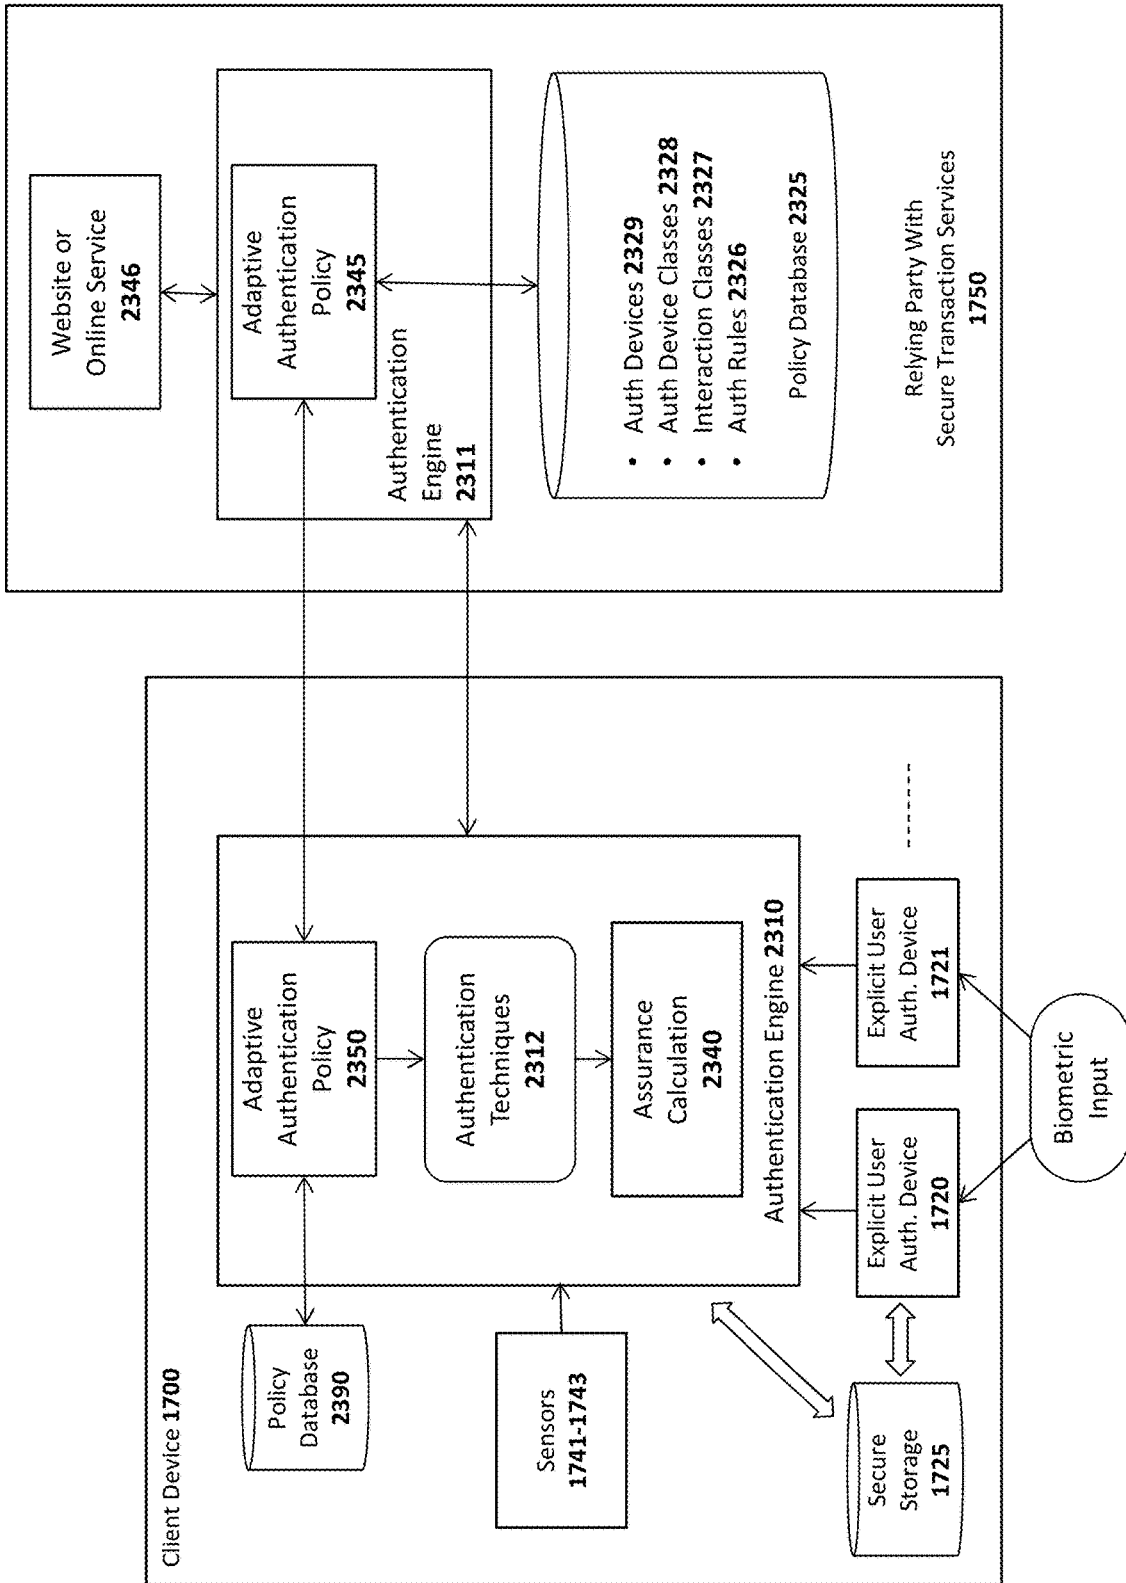 Client Device 1700
Policy
Database
2390
Adaptive
Authentication
Policy
2350
Authentication
Techniques
2312
Assurance
Calculation
2340
Authentication Engine 2310
Sensors
1741-1743
Secure
Storage
1725
Explicit User
Auth. Device
1720
Explicit User
Auth. Device
1721
Biometric
Input
Website or
Online Service
2346
Adaptive
Authentication
Policy
2345
Authentication
Engine
2311
• Auth Devices 2329
• Auth Device Classes 2328
• Interaction Classes 2327
• Auth Rules 2326
Policy Database 2325
Relying Party With
Secure Transaction Services
1750